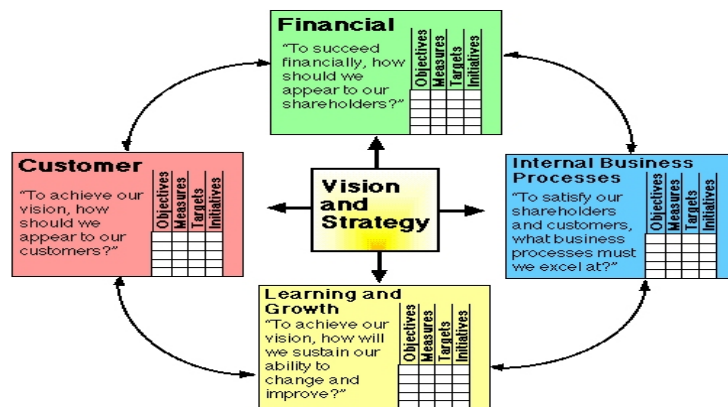 Financial
“To succeed
financially, how
should we
appear to our
shareholders?”
Objectives
Measures
Targets
Initiatives
Customer
“To achieve our
vision, how
should we
appear to our
customers?”
Objectives
Measures
Targets
Initiatives
Vision
and
Strategy
Internal Business
Processes
“To satisfy our
shareholders
and customers,
what business
processes must
we excel at?”
Objectives
Measures
Targets
Initiatives
Learning and
Growth
“To achieve our
vision, how will
we sustain our
ability to
change and
improve?”
Objectives
Measures
Targets
Initiatives